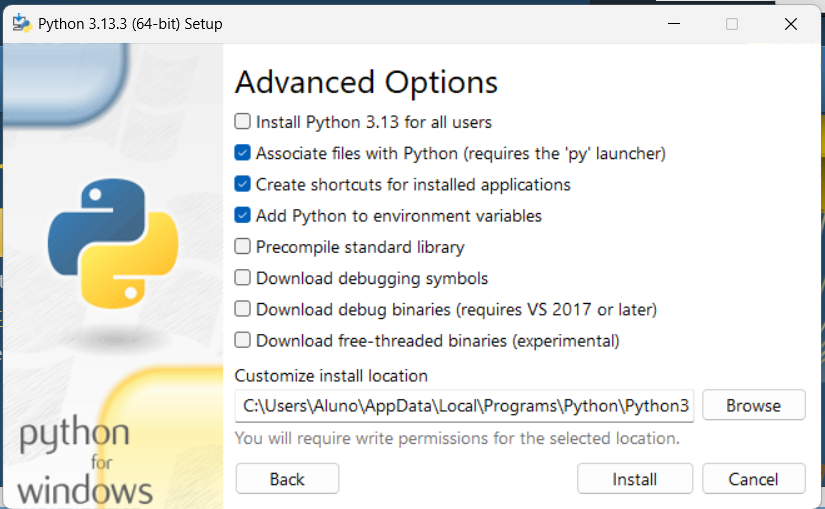 Python 3.13.3 (64-bit) Setup
Advanced Options
Install Python 3.13 for all users
Associate files with Python (requires the 'py' launcher)
Create shortcuts for installed applications
Add Python to environment variables
Precompile standard library
Download debugging symbols
Download debug binaries (requires VS 2017 or later)
Download free-threaded binaries (experimental)
Customize install location
C:\Users\Aluno\AppData\Local\Programs\Python\Python3
Browse
You will require write permissions for the selected location.
python
for
windows
Back
Install
Cancel